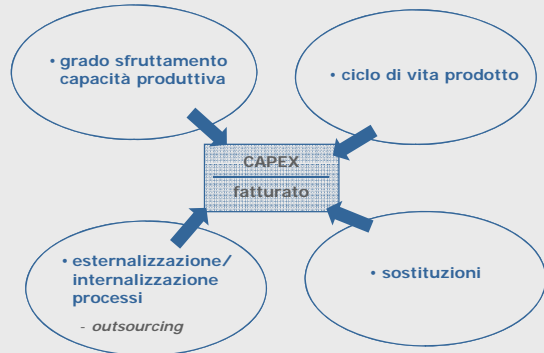 • grado sfruttamento
capacità produttiva
• ciclo di vita prodotto
CAPEX
fatturato
• esternalizzazione/
internalizzazione
processi
- outsourcing
• sostituzioni